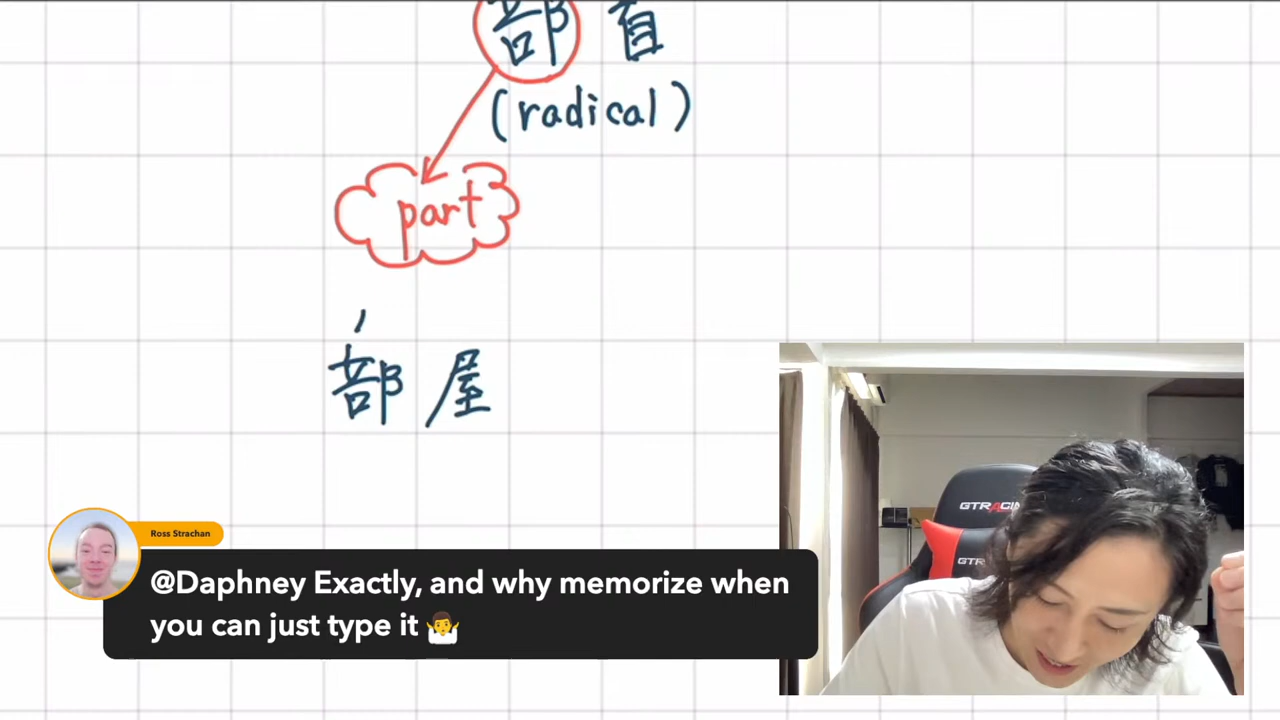 部首
(radical)
part
部屋
GTRACIN
GTRA
Ross Strachan
@Daphney Exactly, and why memorize when
you can just type it 🤷‍♂️